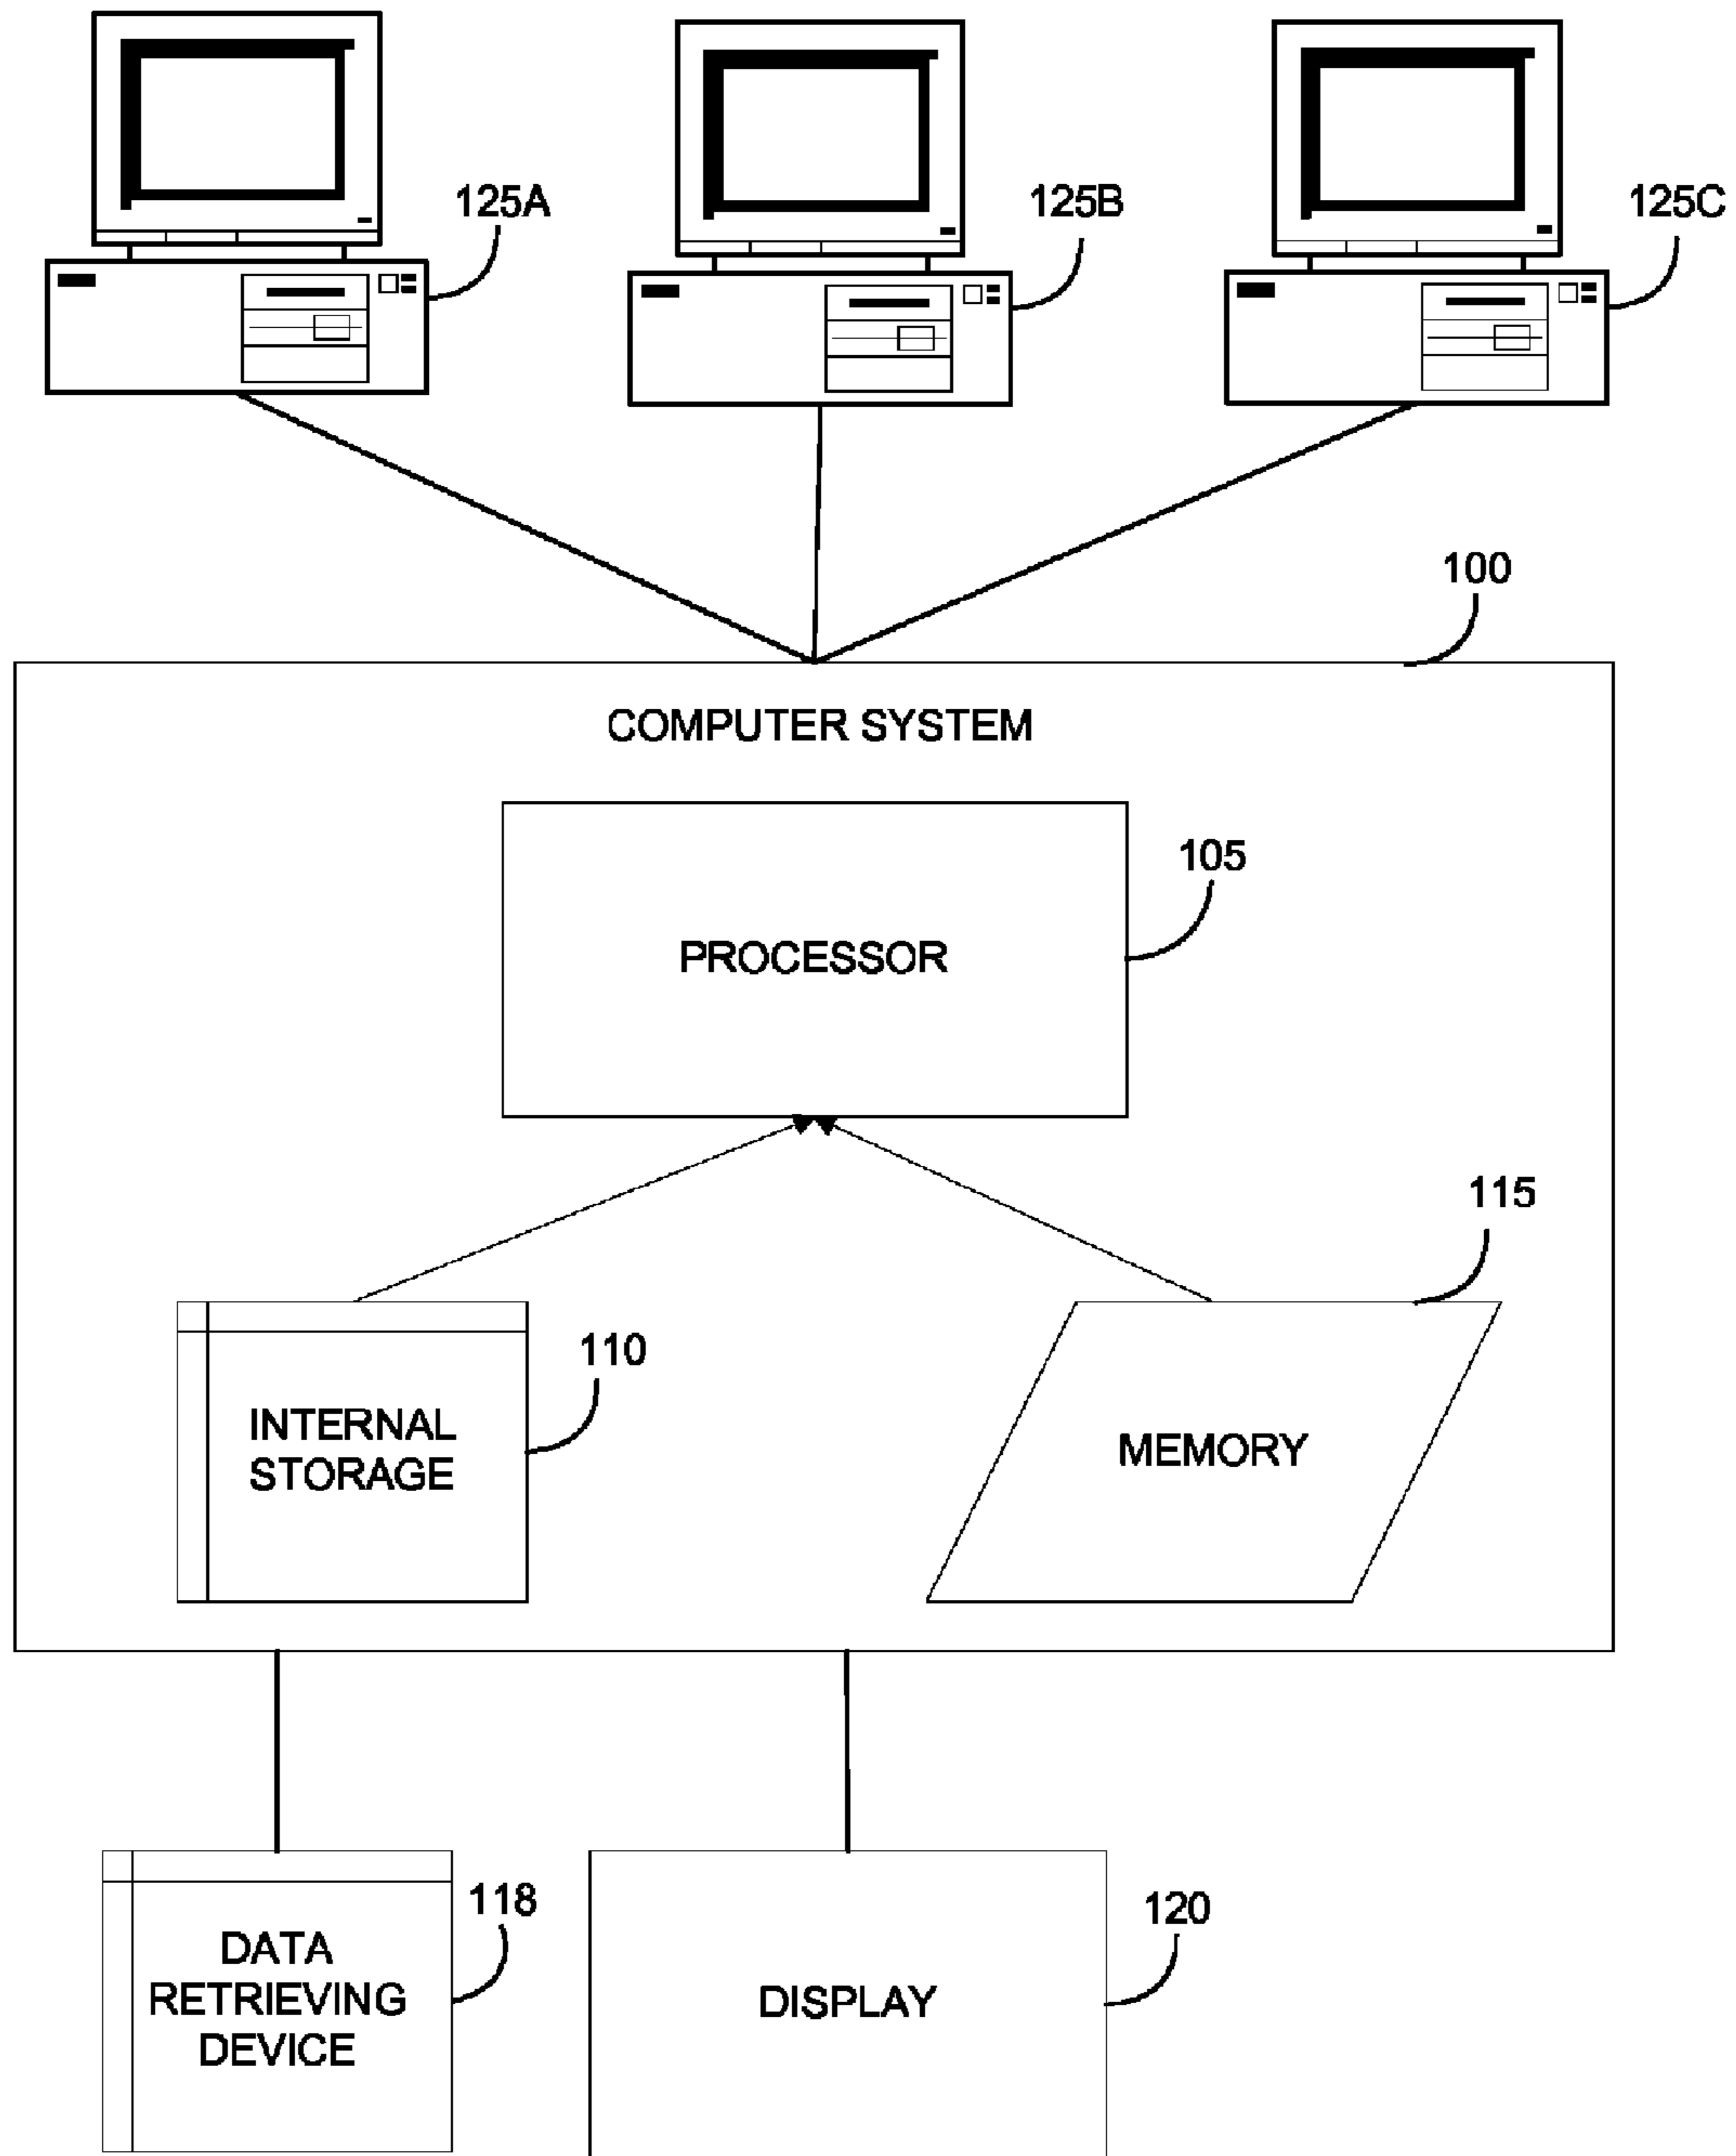 125A
125B
125C
100
COMPUTER SYSTEM
105
PROCESSOR
115
110
INTERNAL
STORAGE
MEMORY
118
120
DATA
RETRIEVING
DEVICE
DISPLAY